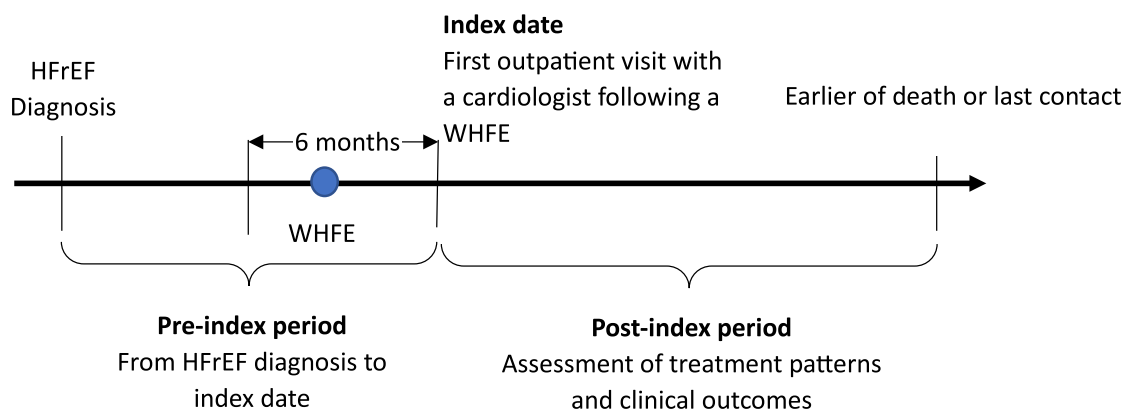 HFrEF
Diagnosis
Index date
First outpatient visit with
a cardiologist following a
WHFE
Earlier of death or last contact
6 months
WHFE
Pre-index period
From HFrEF diagnosis to
index date
Post-index period
Assessment of treatment patterns
and clinical outcomes